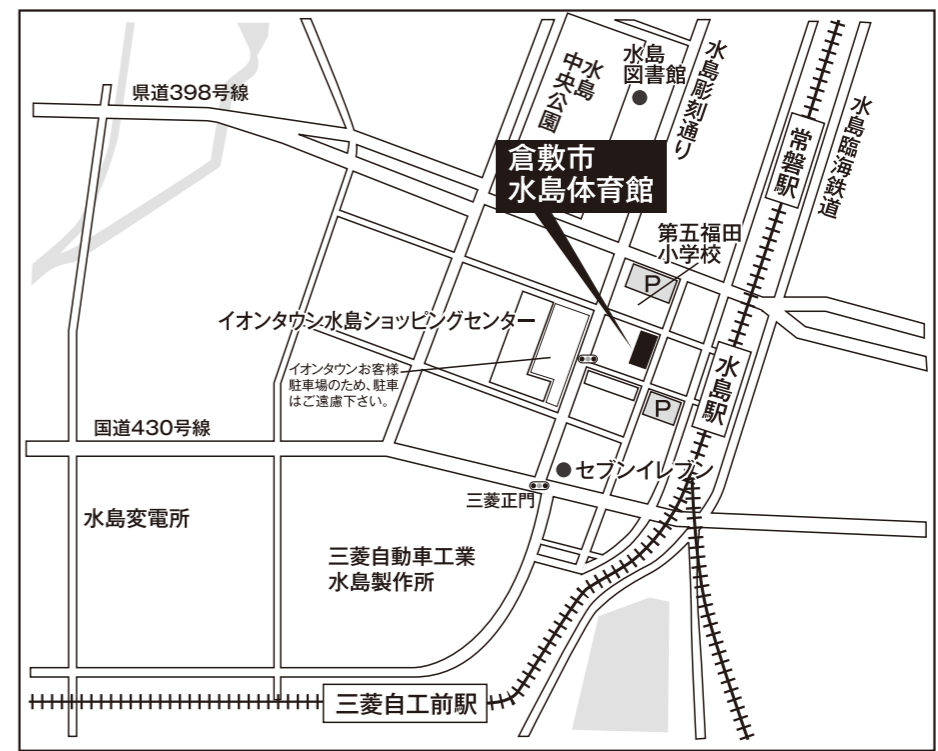 県道398号線
水島
中央公園
水島
図書館
水島彫刻通り
常磐駅
水島臨海鉄道
倉敷市
水島体育館
第五福田
小学校
P
イオンタウン水島ショッピングセンター
イオンタウンお客様
駐車場のため、駐車
はご遠慮下さい。
水島駅
P
国道430号線
セブンイレブン
三菱正門
水島変電所
三菱自動車工業
水島製作所
三菱自工前駅